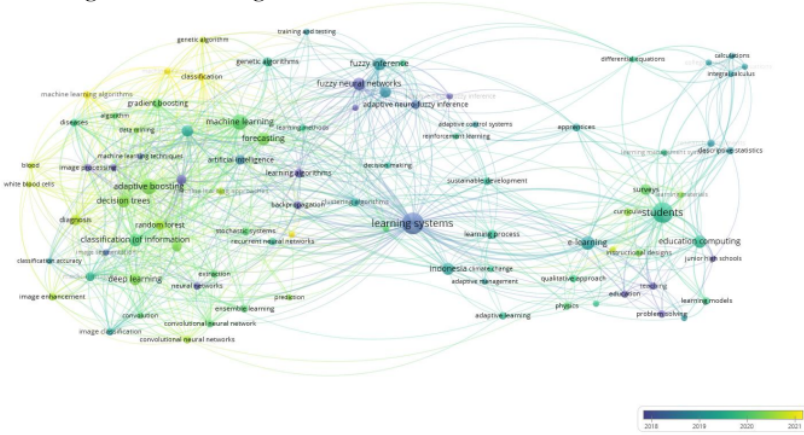 training and testing
genetic algorithm
differential equations
calculations
fuzzy inference
genetic algorithms
integral calculus
classification
fuzzy neural networks
machine learning algorithms
gradient boosting
adaptive neuro-fuzzy inference
algorithm
diseases
machine learning
adaptive control systems
apprentices
data mining
learning methods
reinforcement learning
forecasting
descriptive statistics
machine learning techniques
artificial intelligence
blood
image processing
decision making
learning algorithms
white blood cells
adaptive boosting
sustainable development
surveys
decision trees
backpropagation
clustering algorithms
curricula
students
diagnosis
random forest
learning systems
stochastic systems
learning process
classification (of information)
recurrent neural networks
e-learning
education computing
instructional designs
classification accuracy
junior high schools
indonesia
climate change
extraction
deep learning
adaptive management
qualitative approach
neural networks
teaching
education
image enhancement
prediction
learning models
ensemble learning
physics
convolution
adaptive learning
problem solving
convolutional neural network
image classification
convolutional neural networks
2018 2019 2020 2021